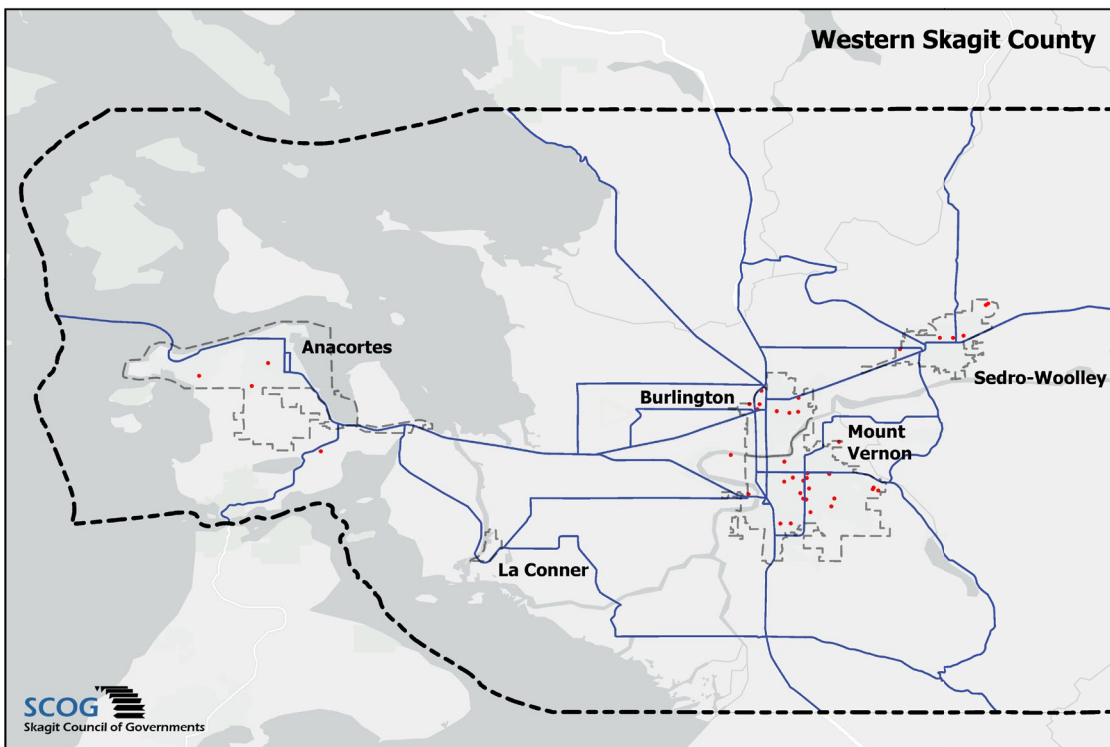 Western Skagit County
Anacortes
Sedro-Woolley
Burlington
Mount
Vernon
La Conner
SCOG
Skagit Council of Governments